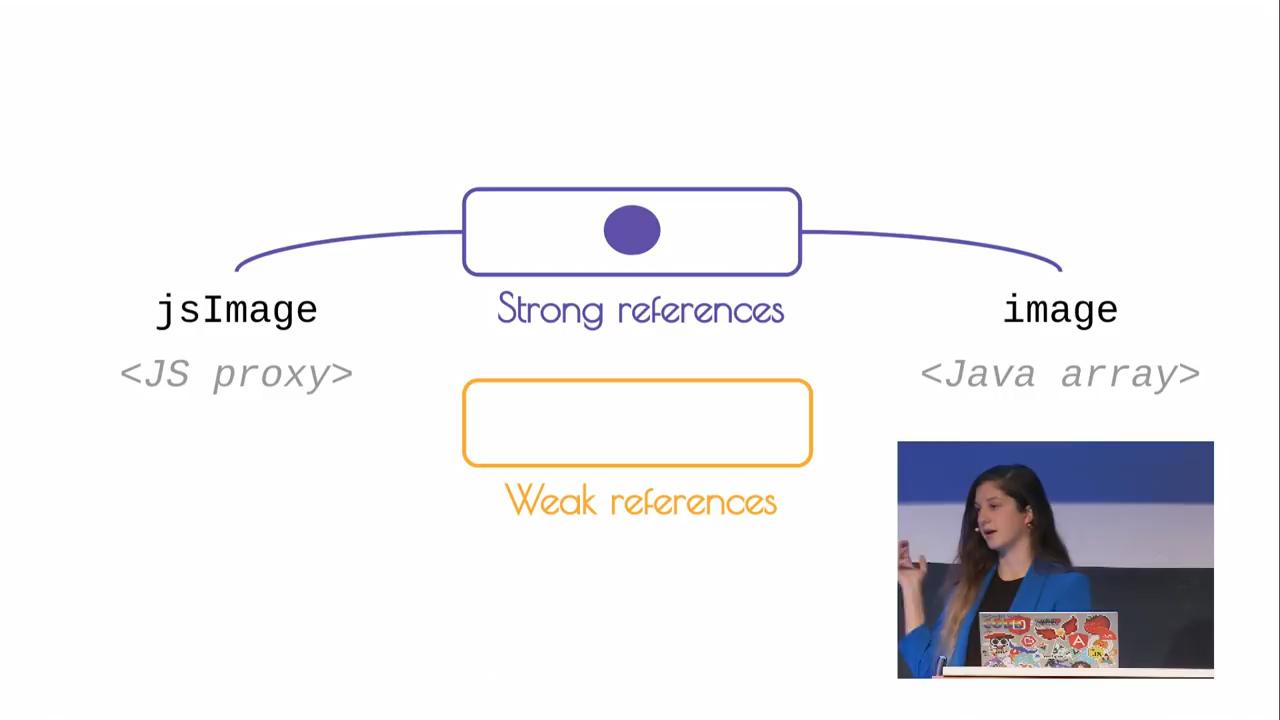 Strong references
jsImage
<JS proxy>
image
<Java array>
Weak references